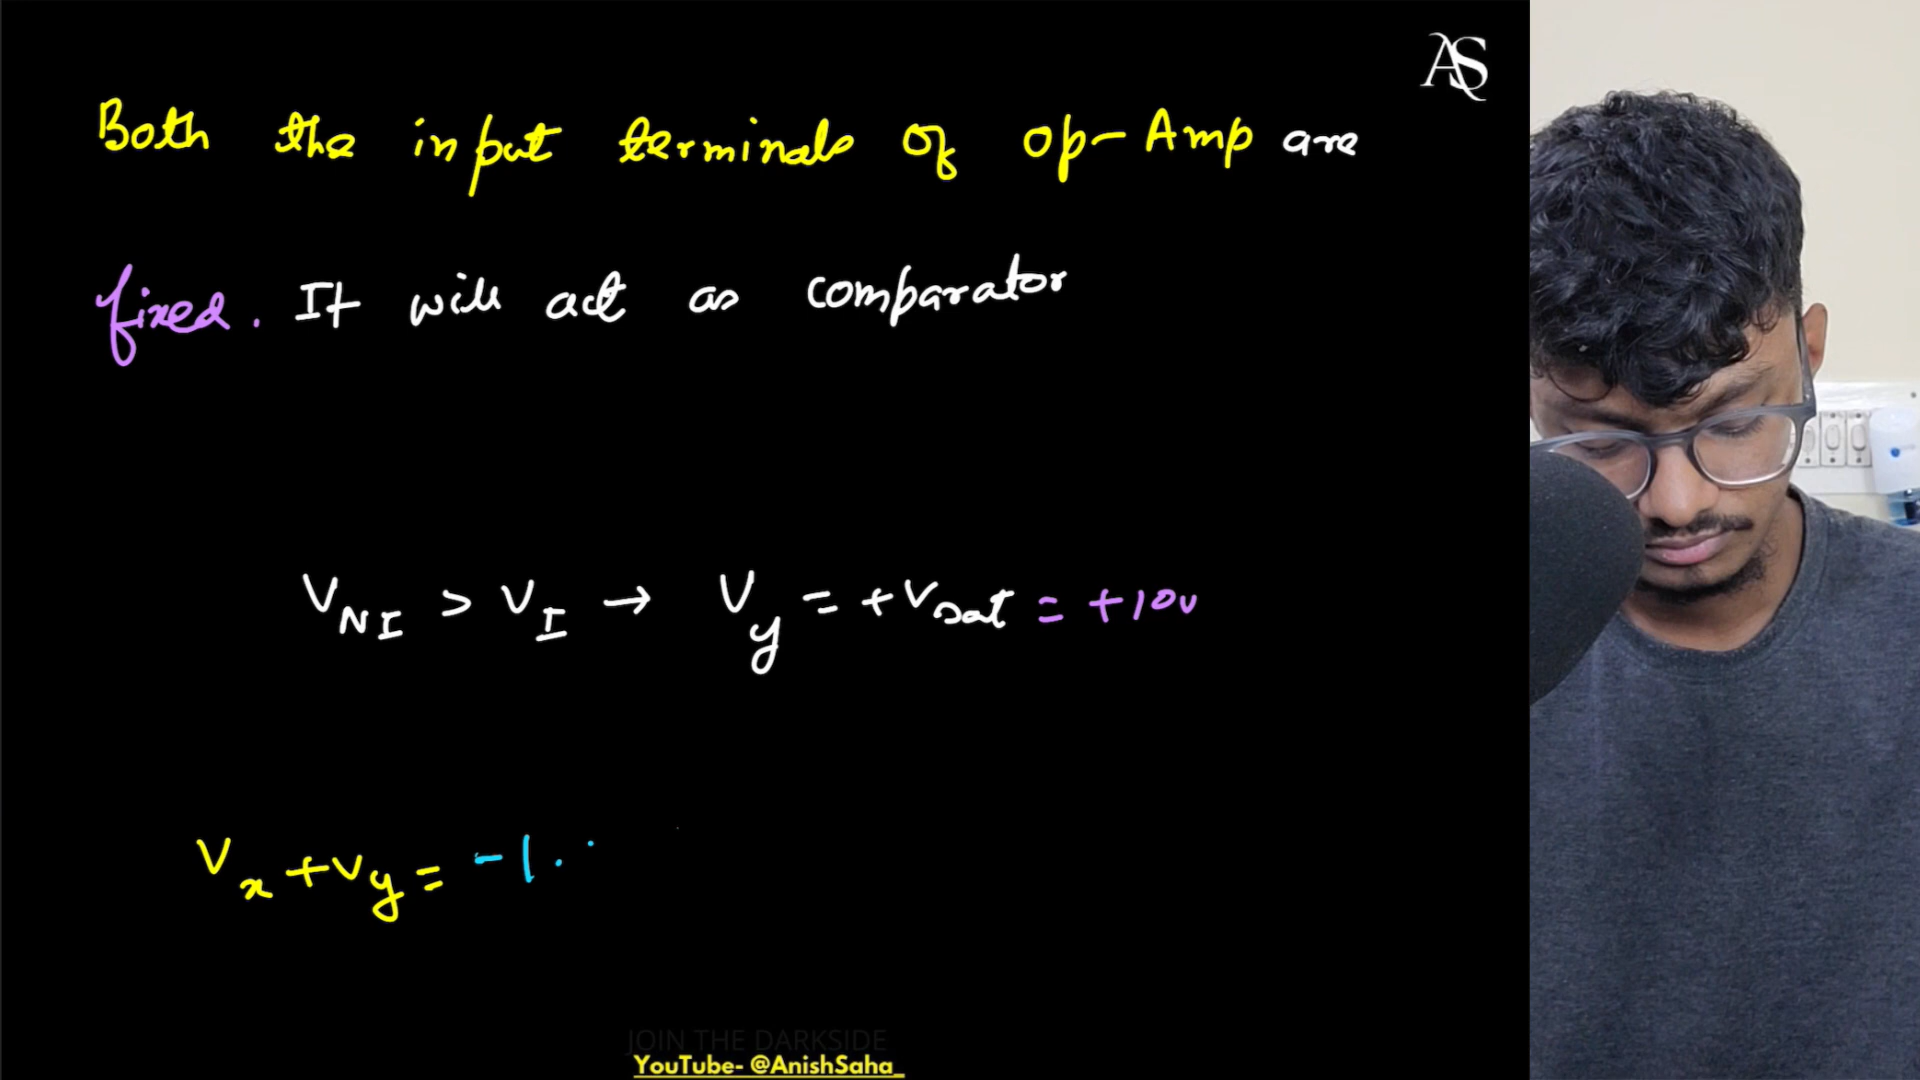 AS
Both the input terminals of op-Amp are
fixed. It will act as comparator
V_NI > V_I → V_y = +V_sat = +10V
V_x + V_y = -1.
JOIN THE DARKSIDE
YouTube- @AnishSaha_